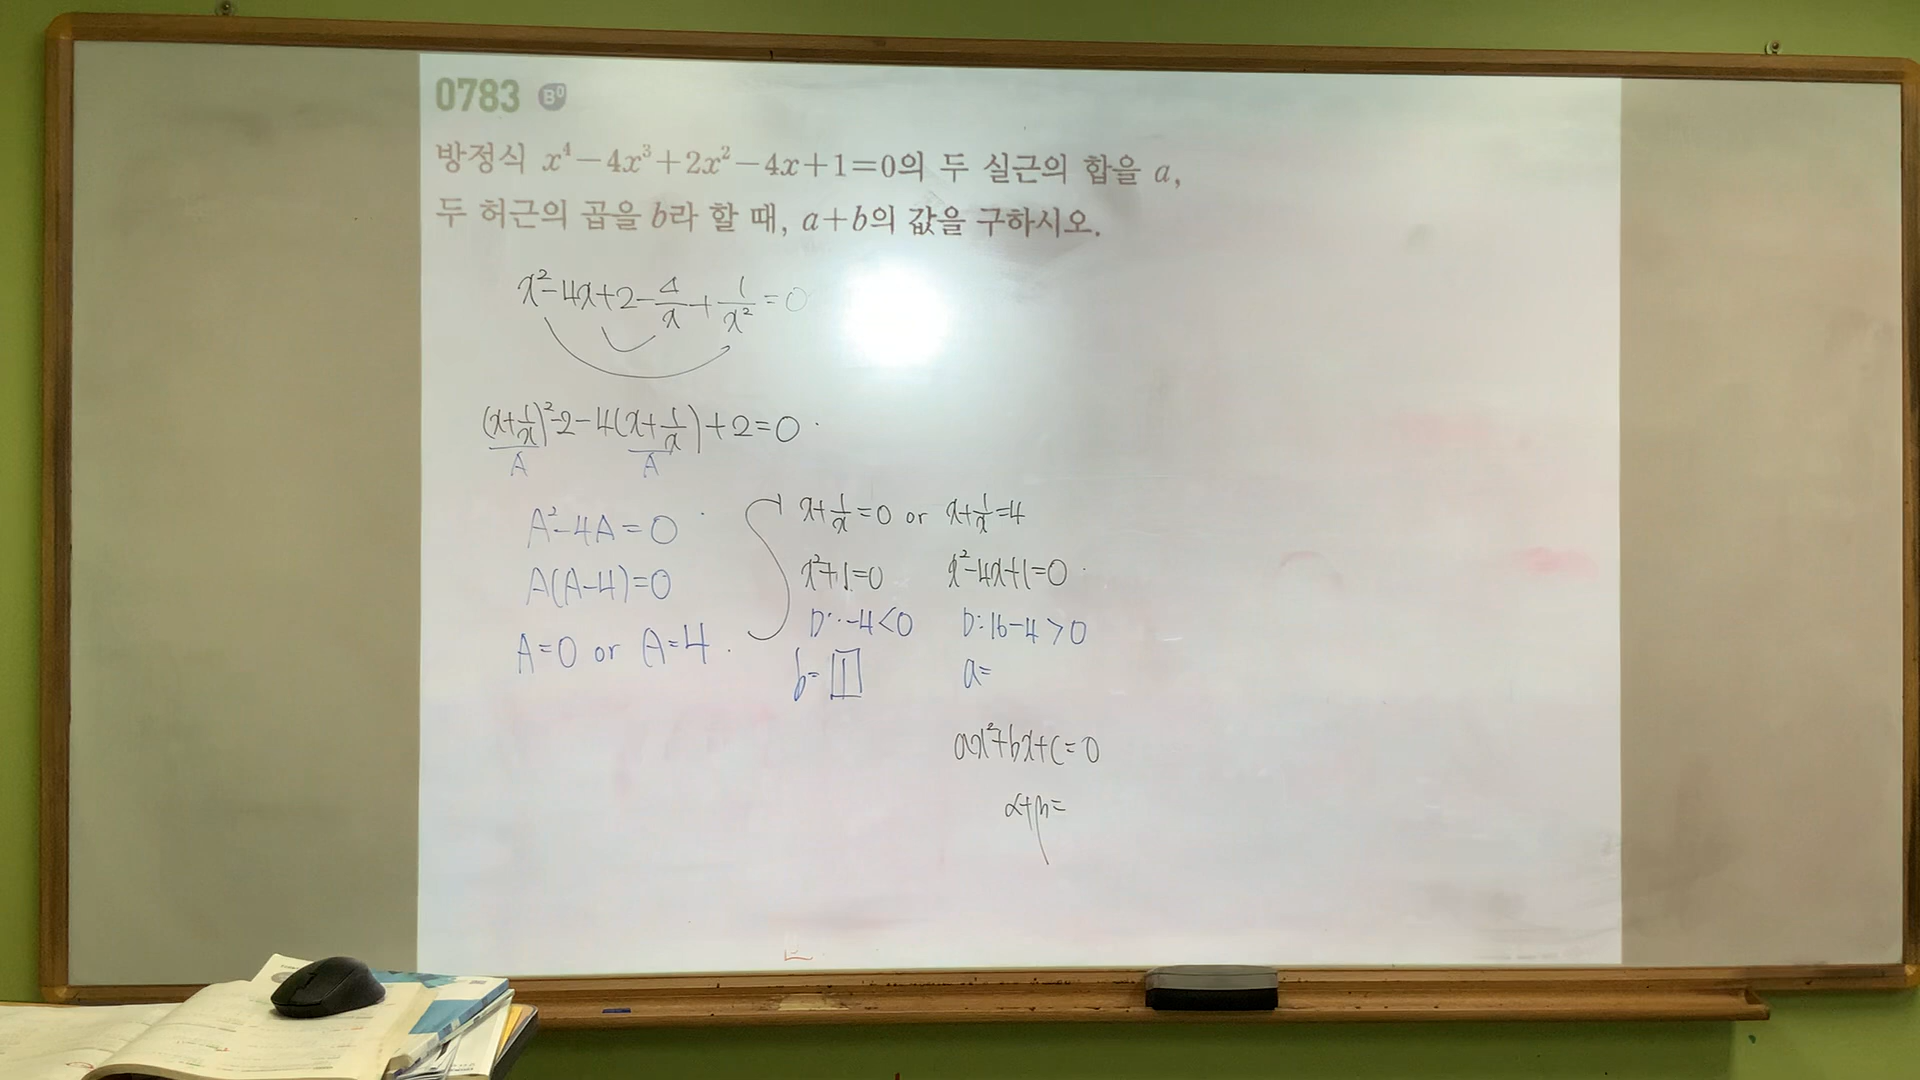 0783 B⁰
방정식 x⁴-4x³+2x²-4x+1=0의 두 실근의 합을 a,
두 허근의 곱을 b라 할 때, a+b의 값을 구하시오.
x²-4x+2-4/x+1/x²=0
(x+1/x)²-2-4(x+1/x)+2=0
A A
A²-4A=0
A(A-4)=0
A=0 or A=4
x+1/x=0 or x+1/x=4
x²+1=0 x²-4x+1=0
D:-4<0 D:16-4>0
b=1 a=
ax²+bx+c=0
α+β=